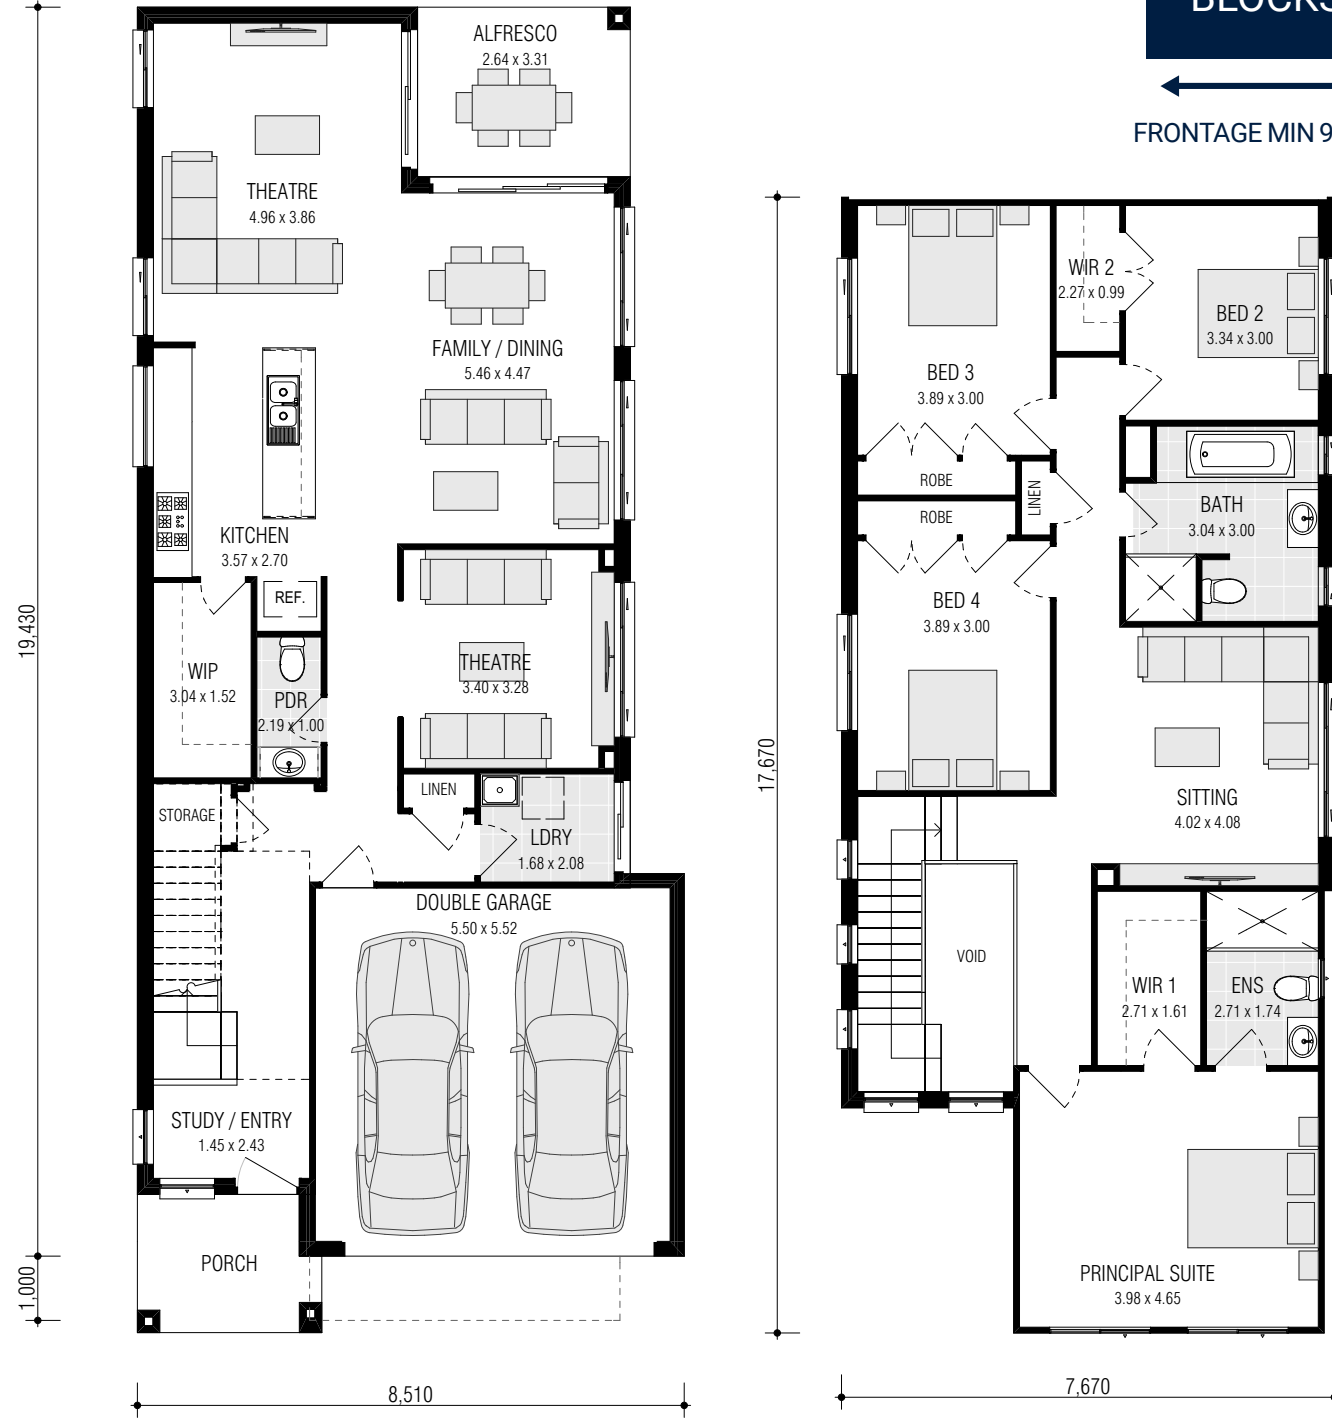 BLOCKS
FRONTAGE MIN 9
ALFRESCO
2.64 x 3.31
THEATRE
4.96 x 3.86
FAMILY / DINING
5.46 x 4.47
KITCHEN
3.57 x 2.70
REF.
WIP
3.04 x 1.52
PDR
2.19 x 1.00
THEATRE
3.40 x 3.28
STORAGE
LINEN
LDRY
1.68 x 2.08
DOUBLE GARAGE
5.50 x 5.52
STUDY / ENTRY
1.45 x 2.43
PORCH
19,430
1,000
8,510
WIR 2
2.27 x 0.99
BED 2
3.34 x 3.00
BED 3
3.89 x 3.00
ROBE
LINEN
ROBE
BATH
3.04 x 3.00
BED 4
3.89 x 3.00
SITTING
4.02 x 4.08
VOID
WIR 1
2.71 x 1.61
ENS
2.71 x 1.74
PRINCIPAL SUITE
3.98 x 4.65
17,670
7,670